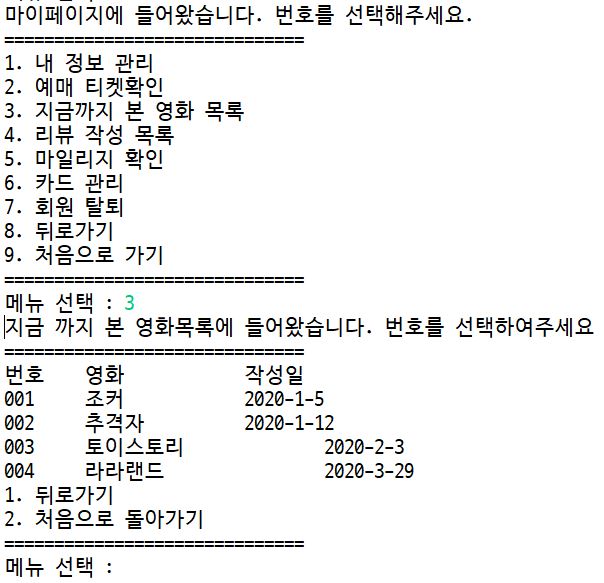 마이페이지에 들어왔습니다. 번호를 선택해주세요.
==============================
1. 내 정보 관리
2. 예매 티켓확인
3. 지금까지 본 영화 목록
4. 리뷰 작성 목록
5. 마일리지 확인
6. 카드 관리
7. 회원 탈퇴
8. 뒤로가기
9. 처음으로 가기
==============================
메뉴 선택 : 3
지금 까지 본 영화목록에 들어왔습니다. 번호를 선택하여주세요
==============================
번호 영화 작성일
001 조커 2020-1-5
002 추격자 2020-1-12
003 토이스토리 2020-2-3
004 라라랜드 2020-3-29
1. 뒤로가기
2. 처음으로 돌아가기
==============================
메뉴 선택 :